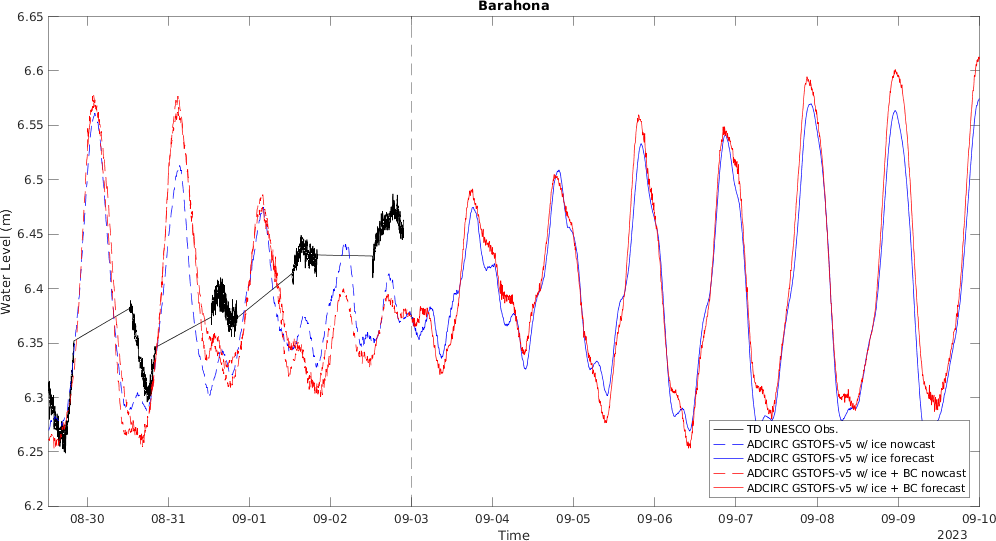 Barahona
6.65
6.6
6.55
6.5
6.45
6.4
6.35
6.3
6.25
6.2
Water Level (m)
TD UNESCO Obs.
ADCIRC GSTOFS-v5 w/ ice nowcast
ADCIRC GSTOFS-v5 w/ ice forecast
ADCIRC GSTOFS-v5 w/ ice + BC nowcast
ADCIRC GSTOFS-v5 w/ ice + BC forecast
08-30 08-31 09-01 09-02 09-03 09-04 09-05 09-06 09-07 09-08 09-09 09-10
Time
2023